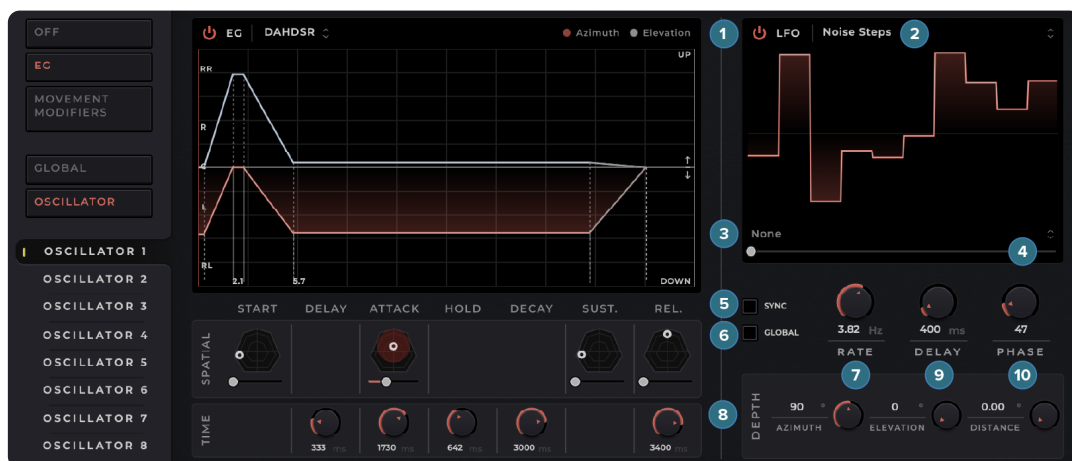 OFF
EG
MOVEMENT
MODIFIERS
GLOBAL
OSCILLATOR
OSCILLATOR 1
OSCILLATOR 2
OSCILLATOR 3
OSCILLATOR 4
OSCILLATOR 5
OSCILLATOR 6
OSCILLATOR 7
OSCILLATOR 8
EG DAHDSR Azimuth Elevation
UP
RR
R
C
L
RL
2.1 5.7 DOWN
START DELAY ATTACK HOLD DECAY SUST. REL.
SPATIAL
TIME
333 ms 1730 ms 642 ms 3000 ms 3400 ms
1 LFO Noise Steps 2
3 None
4
5 SYNC
6 GLOBAL
3.82 Hz 400 ms 47
RATE DELAY PHASE
7 9 10
8
DEPTH
90 ° 0 ° 0.00 °
AZIMUTH ELEVATION DISTANCE